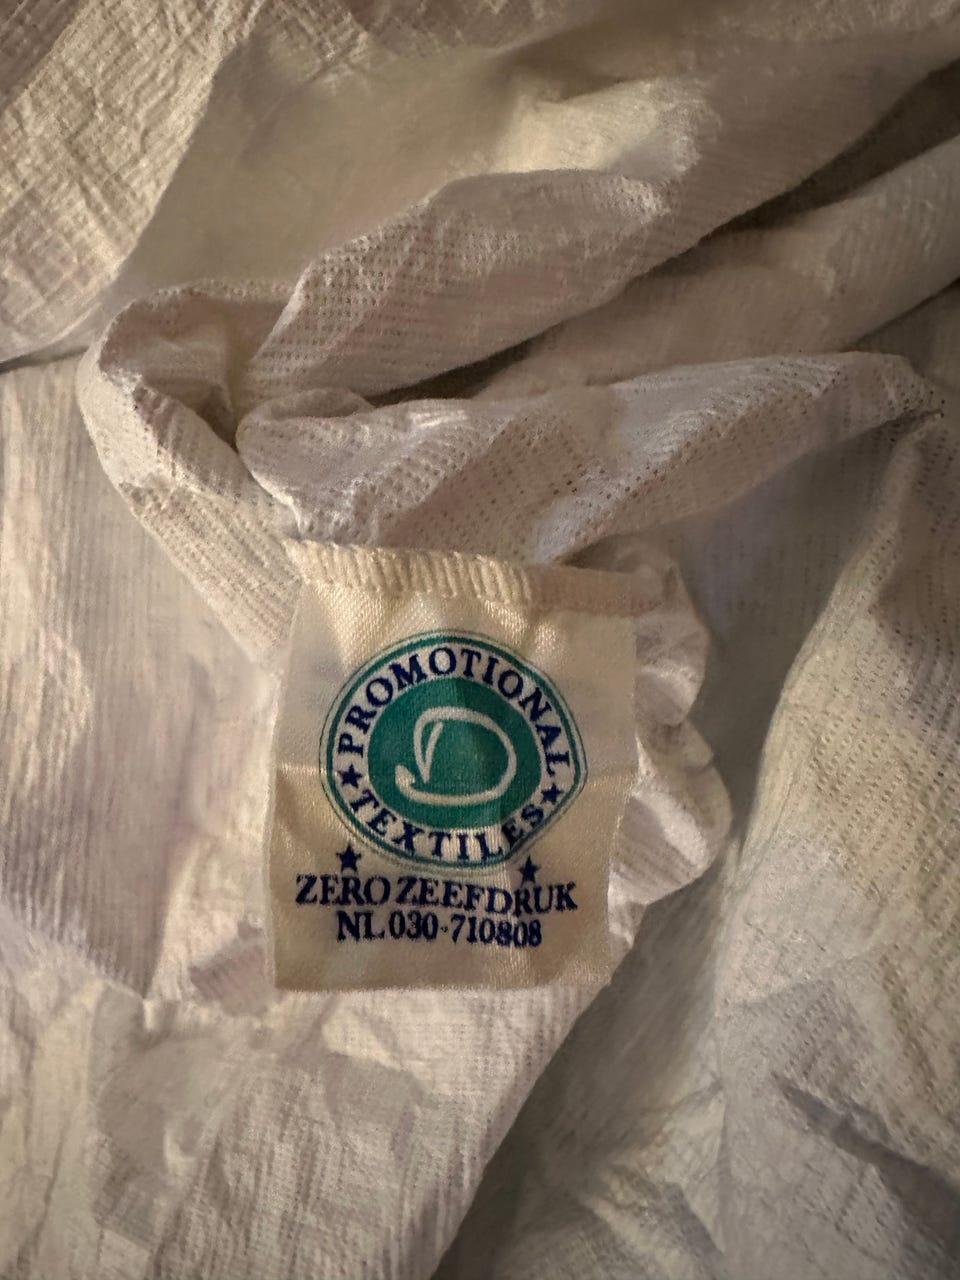 ★ PROMOTIONAL ★
TEXTILES
ZERO ZEEFDRUK
NL 030-710808